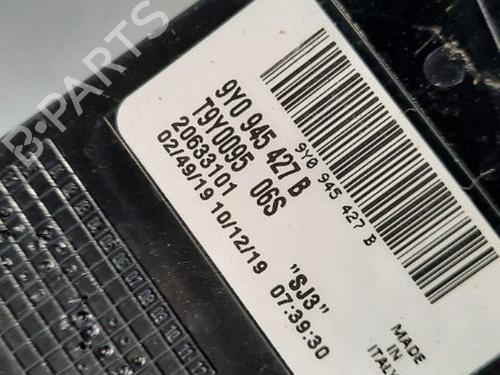 B-PARTS
9Y0 945 427 B
T9Y0095 06S
20633101
02/49/19 10/12/19 07:39:30
"SJ3"
9Y0 945 427 B
MADE
IN
ITALY